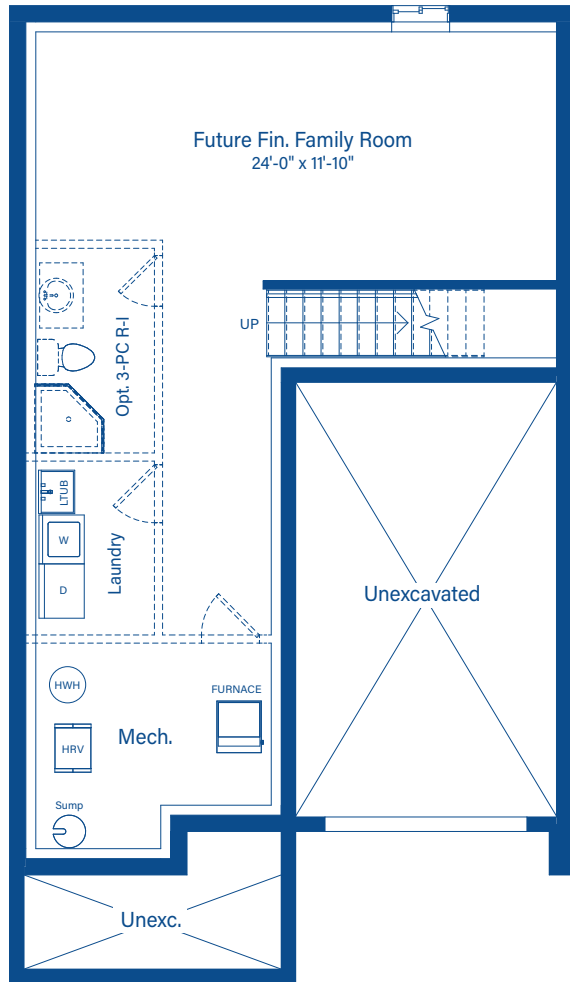 Future Fin. Family Room
24'-0" x 11'-10"
UP
Opt. 3-PC R-I
LTUB
W
Laundry
D
Unexcavated
HWH
FURNACE
Mech.
HRV
Sump
Unexc.